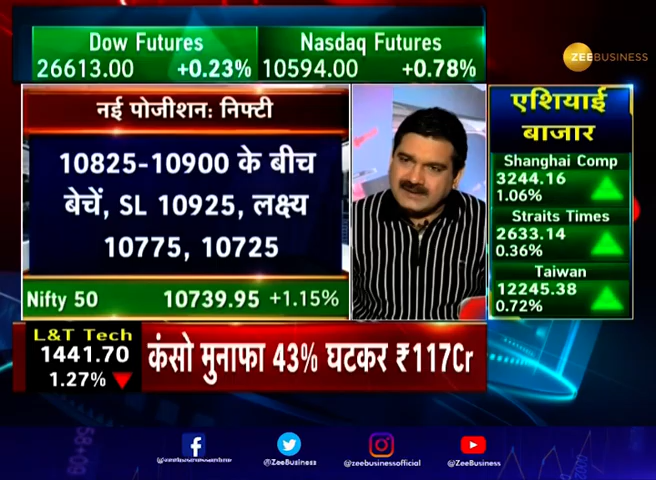 Dow Futures
26613.00 +0.23%
Nasdaq Futures
10594.00 +0.78%
ZEE BUSINESS
नई पोजीशन: निफ्टी
10825-10900 के बीच
बेचें, SL 10925, लक्ष्य
10775, 10725
Nifty 50 10739.95 +1.15%
एशियाई
बाजार
Shanghai Comp
3244.16
1.06%
Straits Times
2633.14
0.36%
Taiwan
12245.38
0.72%
L&T Tech
1441.70
1.27%
कंसो मुनाफा 43% घटकर ₹117Cr
@ZeeBusiness
@zeebusinessofficial
@ZeeBusiness